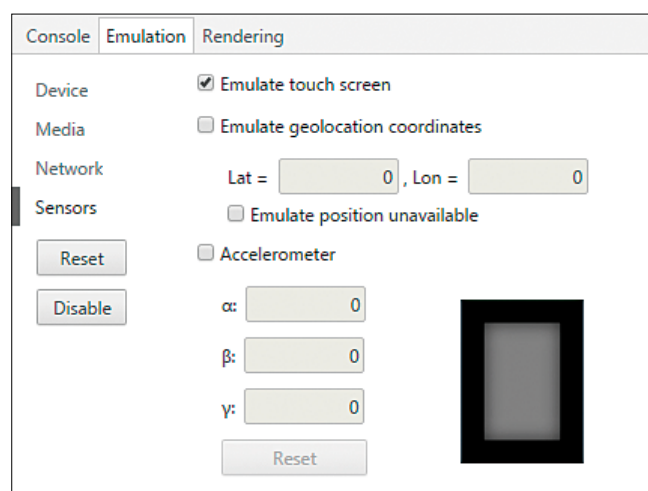 Console Emulation Rendering
Device
Media
Network
Sensors
Reset
Disable
Emulate touch screen
Emulate geolocation coordinates
Lat = 0 , Lon = 0
Emulate position unavailable
Accelerometer
α: 0
β: 0
γ: 0
Reset